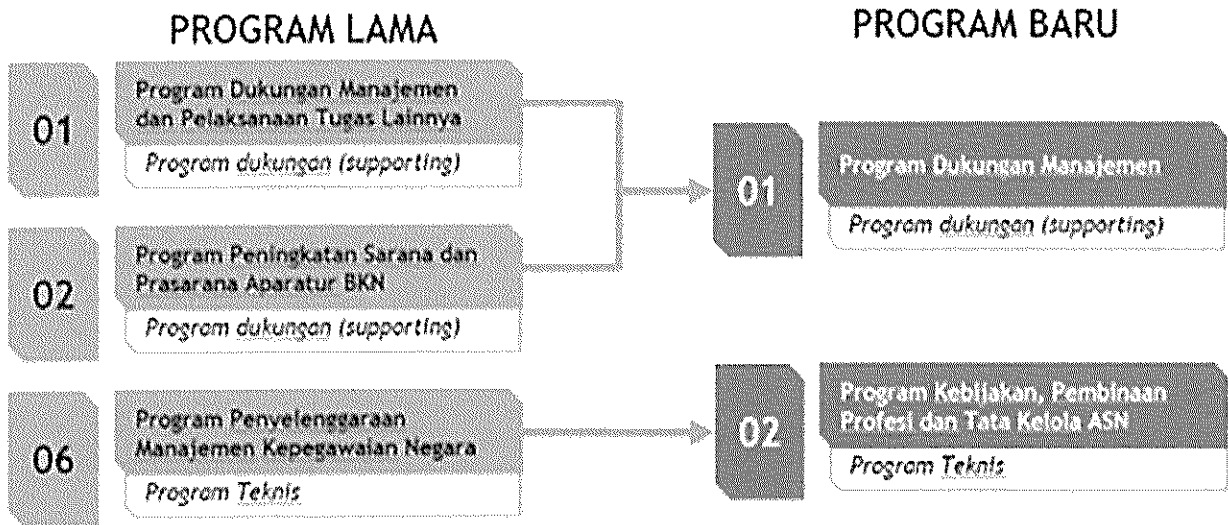 PROGRAM LAMA
01
Program Dukungan Manajemen
dan Pelaksanaan Tugas Lainnya
Program dukungan (supporting)
02
Program Peningkatan Sarana dan
Prasarana Aparatur BKN
Program dukungan (supporting)
06
Program Penyelenggaraan
Manajemen Kepegawaian Negara
Program Teknis
PROGRAM BARU
01
Program Dukungan Manajemen
Program dukungan (supporting)
02
Program Kebijakan, Pembinaan
Profesi dan Tata Kelola ASN
Program Teknis